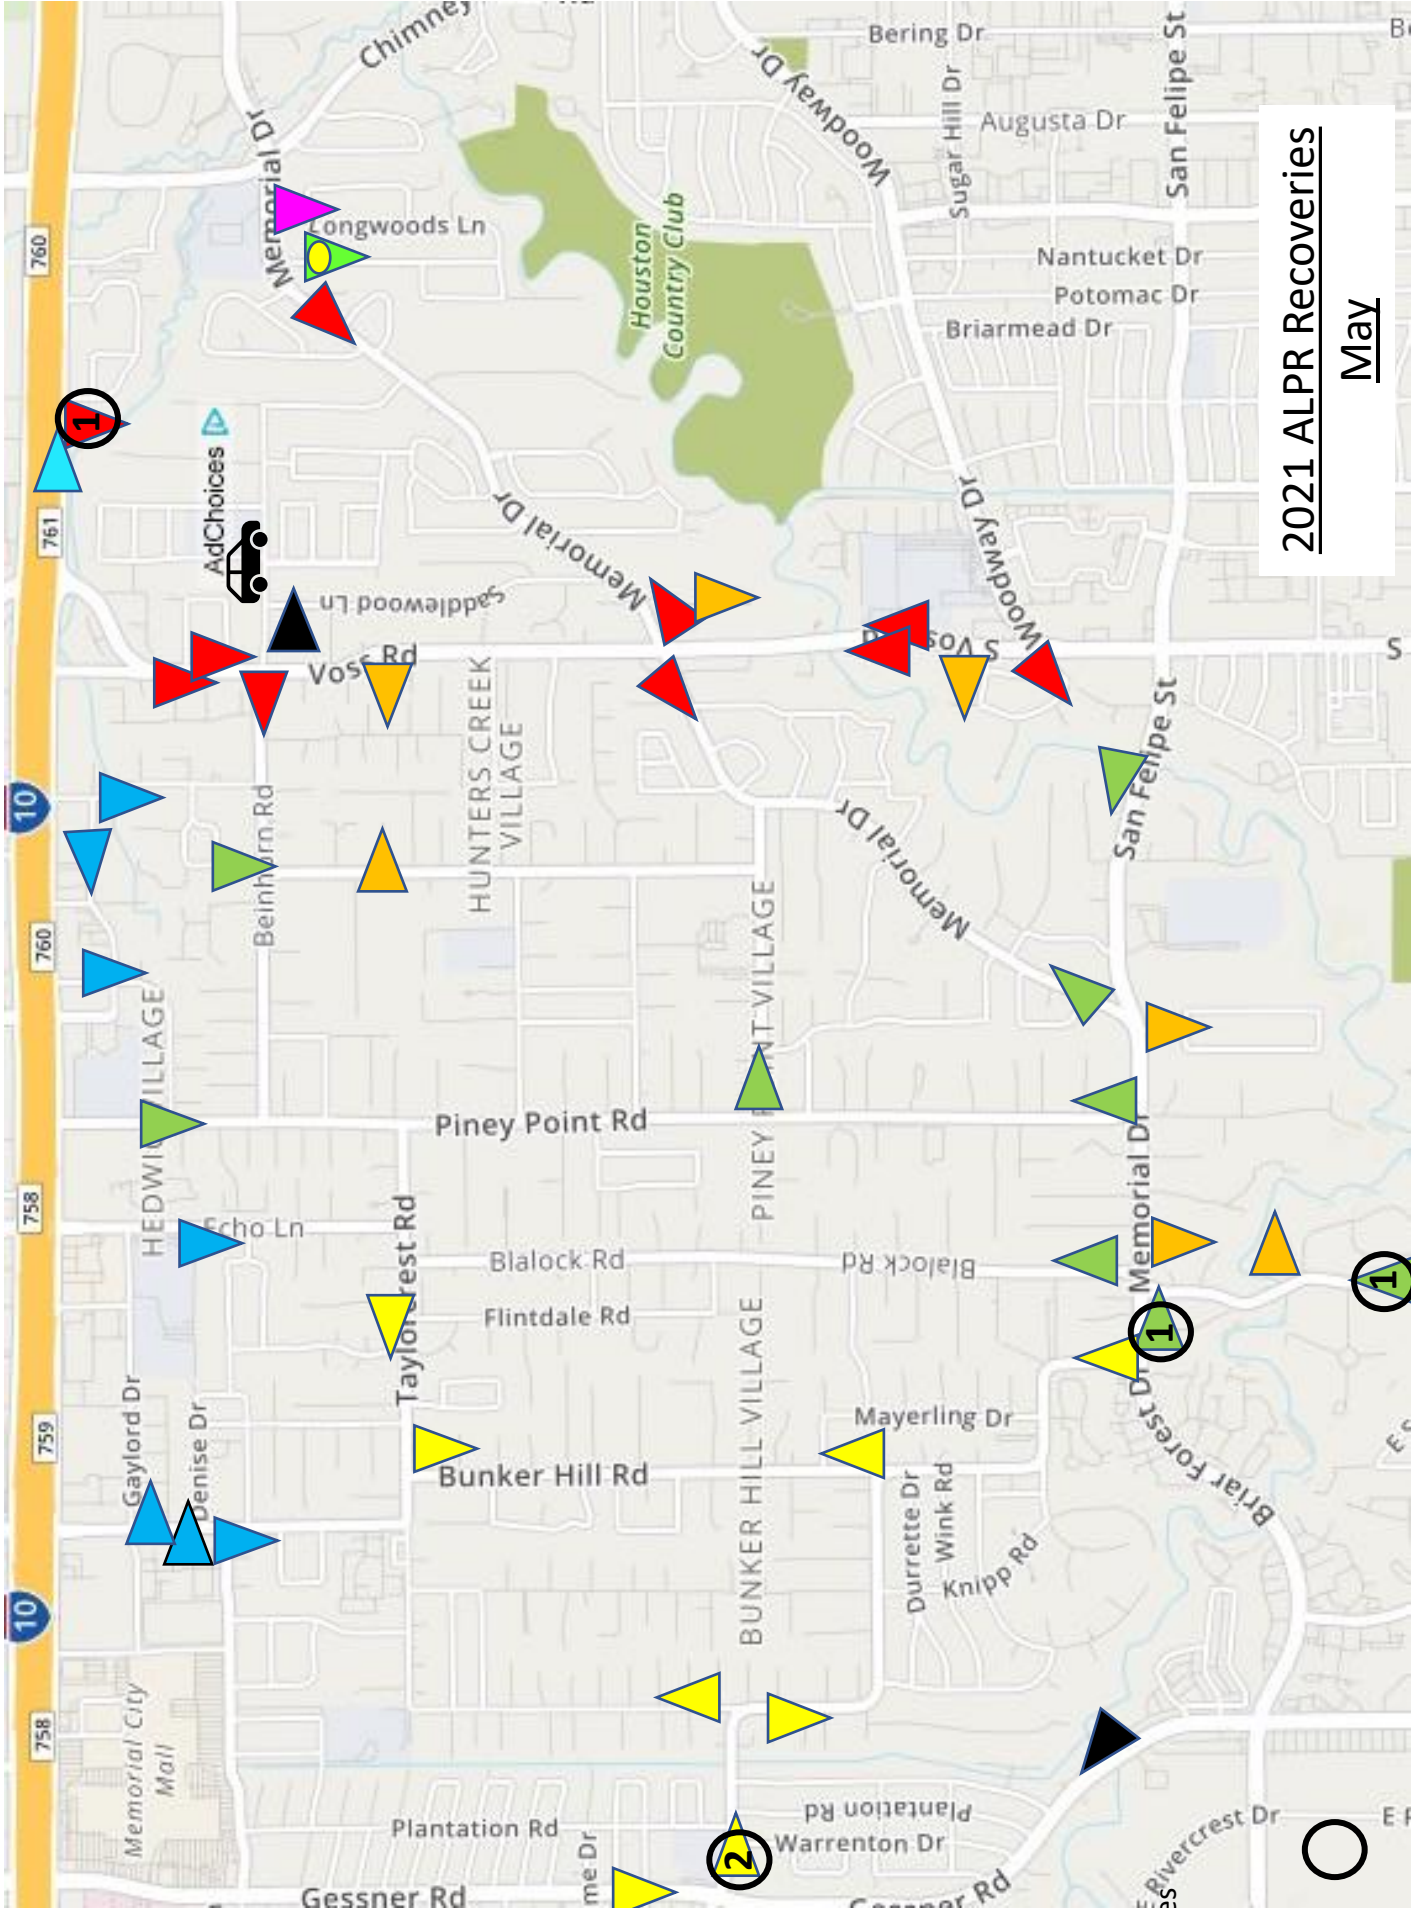 2021 ALPR Recoveries
May
760
761
10
760
758
759
10
758
Chimney
Memorial Dr
Longwoods Ln
Houston
Country Club
Woodway Dr
Bering Dr
Sugar Hill Dr
Augusta Dr
San Felipe St
Nantucket Dr
Potomac Dr
Briarmead Dr
1
AdChoices
Saddlewood Ln
Memorial Dr
Woodway Dr
Voss Rd
S Voss
S
HUNTERS CREEK
VILLAGE
Beinhorn Rd
Memorial Dr
San Felipe St
HEDWIG VILLAGE
PINEY POINT VILLAGE
Piney Point Rd
Memorial Dr
Echo Ln
Taylorcrest Rd
Blalock Rd
Blalock Rd
Flintdale Rd
1
1
BUNKER HILL VILLAGE
Gaylord Dr
Denise Dr
Bunker Hill Rd
Mayerling Dr
Durrette Dr
Wink Rd
Knipp Rd
Briar Forest Dr
Memorial City
Mall
Plantation Rd
Plantation Rd
Warrenton Dr
2
Gessner Rd
me Dr
Gessner Rd
Rivercrest Dr
es